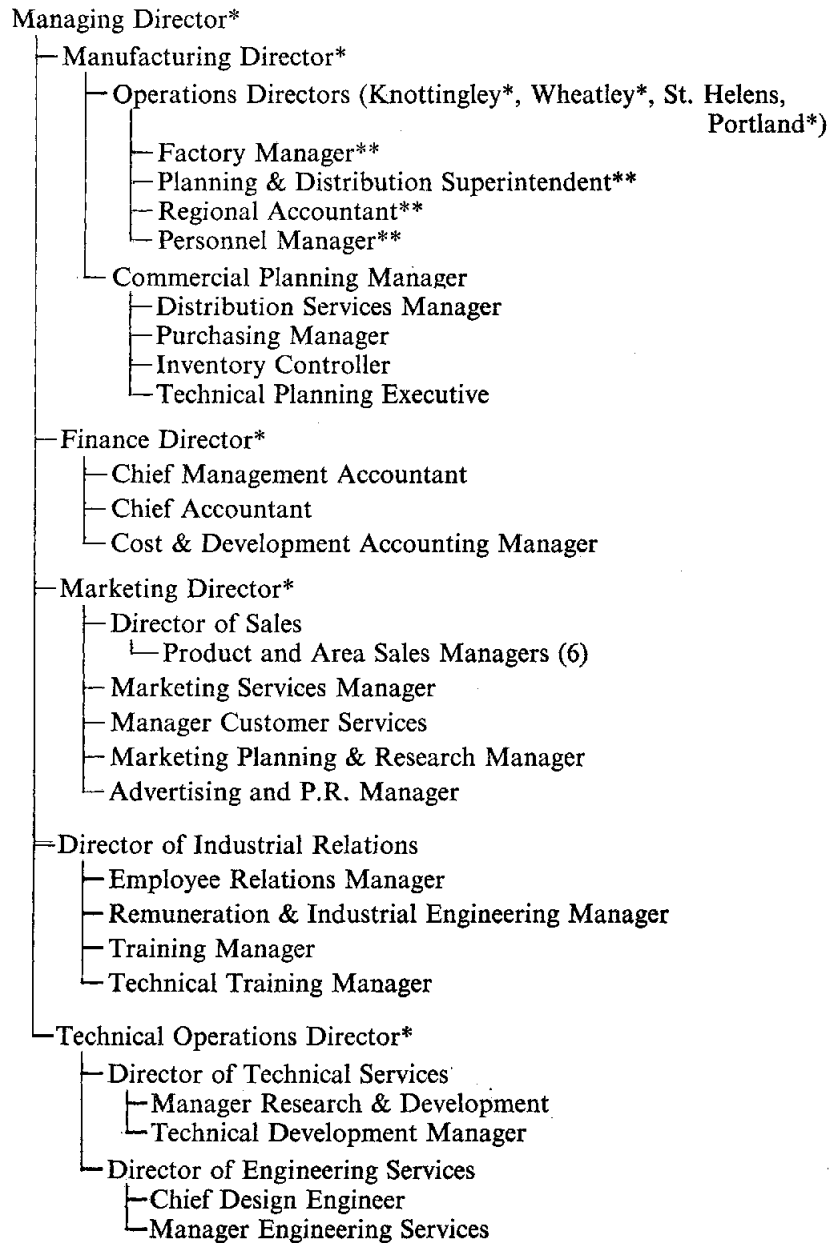 Managing Director*
Manufacturing Director*
Operations Directors (Knottingley*, Wheatley*, St. Helens,
Portland*)
Factory Manager**
Planning & Distribution Superintendent**
Regional Accountant**
Personnel Manager**
Commercial Planning Manager
Distribution Services Manager
Purchasing Manager
Inventory Controller
Technical Planning Executive
Finance Director*
Chief Management Accountant
Chief Accountant
Cost & Development Accounting Manager
Marketing Director*
Director of Sales
Product and Area Sales Managers (6)
Marketing Services Manager
Manager Customer Services
Marketing Planning & Research Manager
Advertising and P.R. Manager
Director of Industrial Relations
Employee Relations Manager
Remuneration & Industrial Engineering Manager
Training Manager
Technical Training Manager
Technical Operations Director*
Director of Technical Services
Manager Research & Development
Technical Development Manager
Director of Engineering Services
Chief Design Engineer
Manager Engineering Services